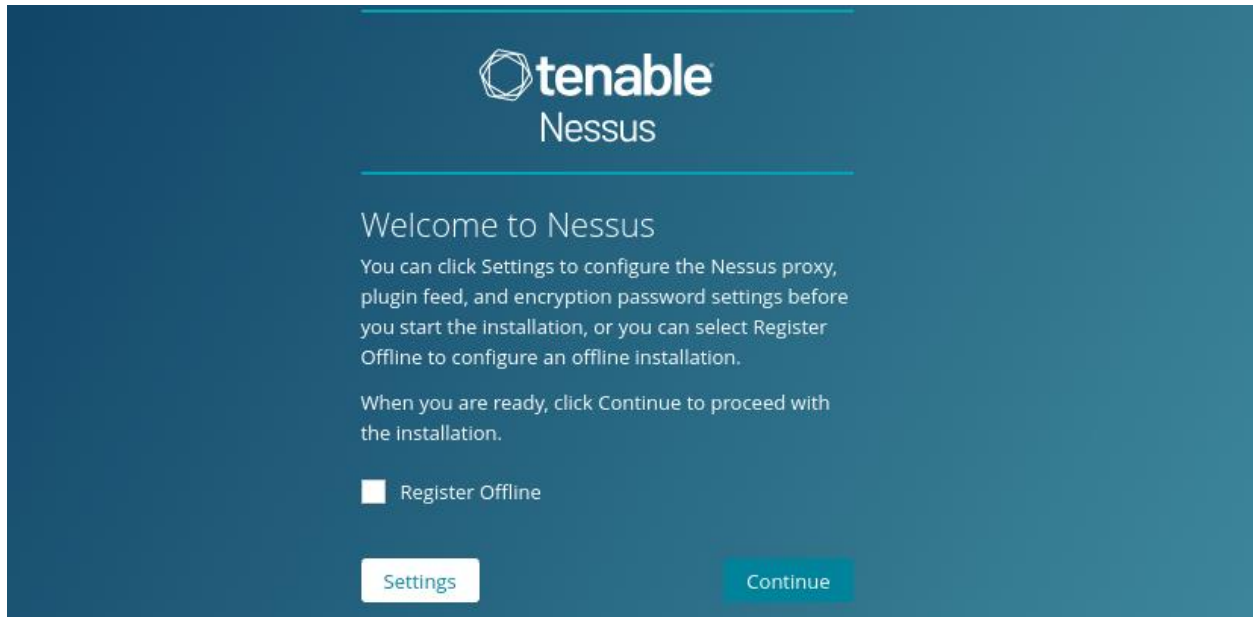 tenable
Nessus
Welcome to Nessus
You can click Settings to configure the Nessus proxy,
plugin feed, and encryption password settings before
you start the installation, or you can select Register
Offline to configure an offline installation.
When you are ready, click Continue to proceed with
the installation.
Register Offline
Settings
Continue